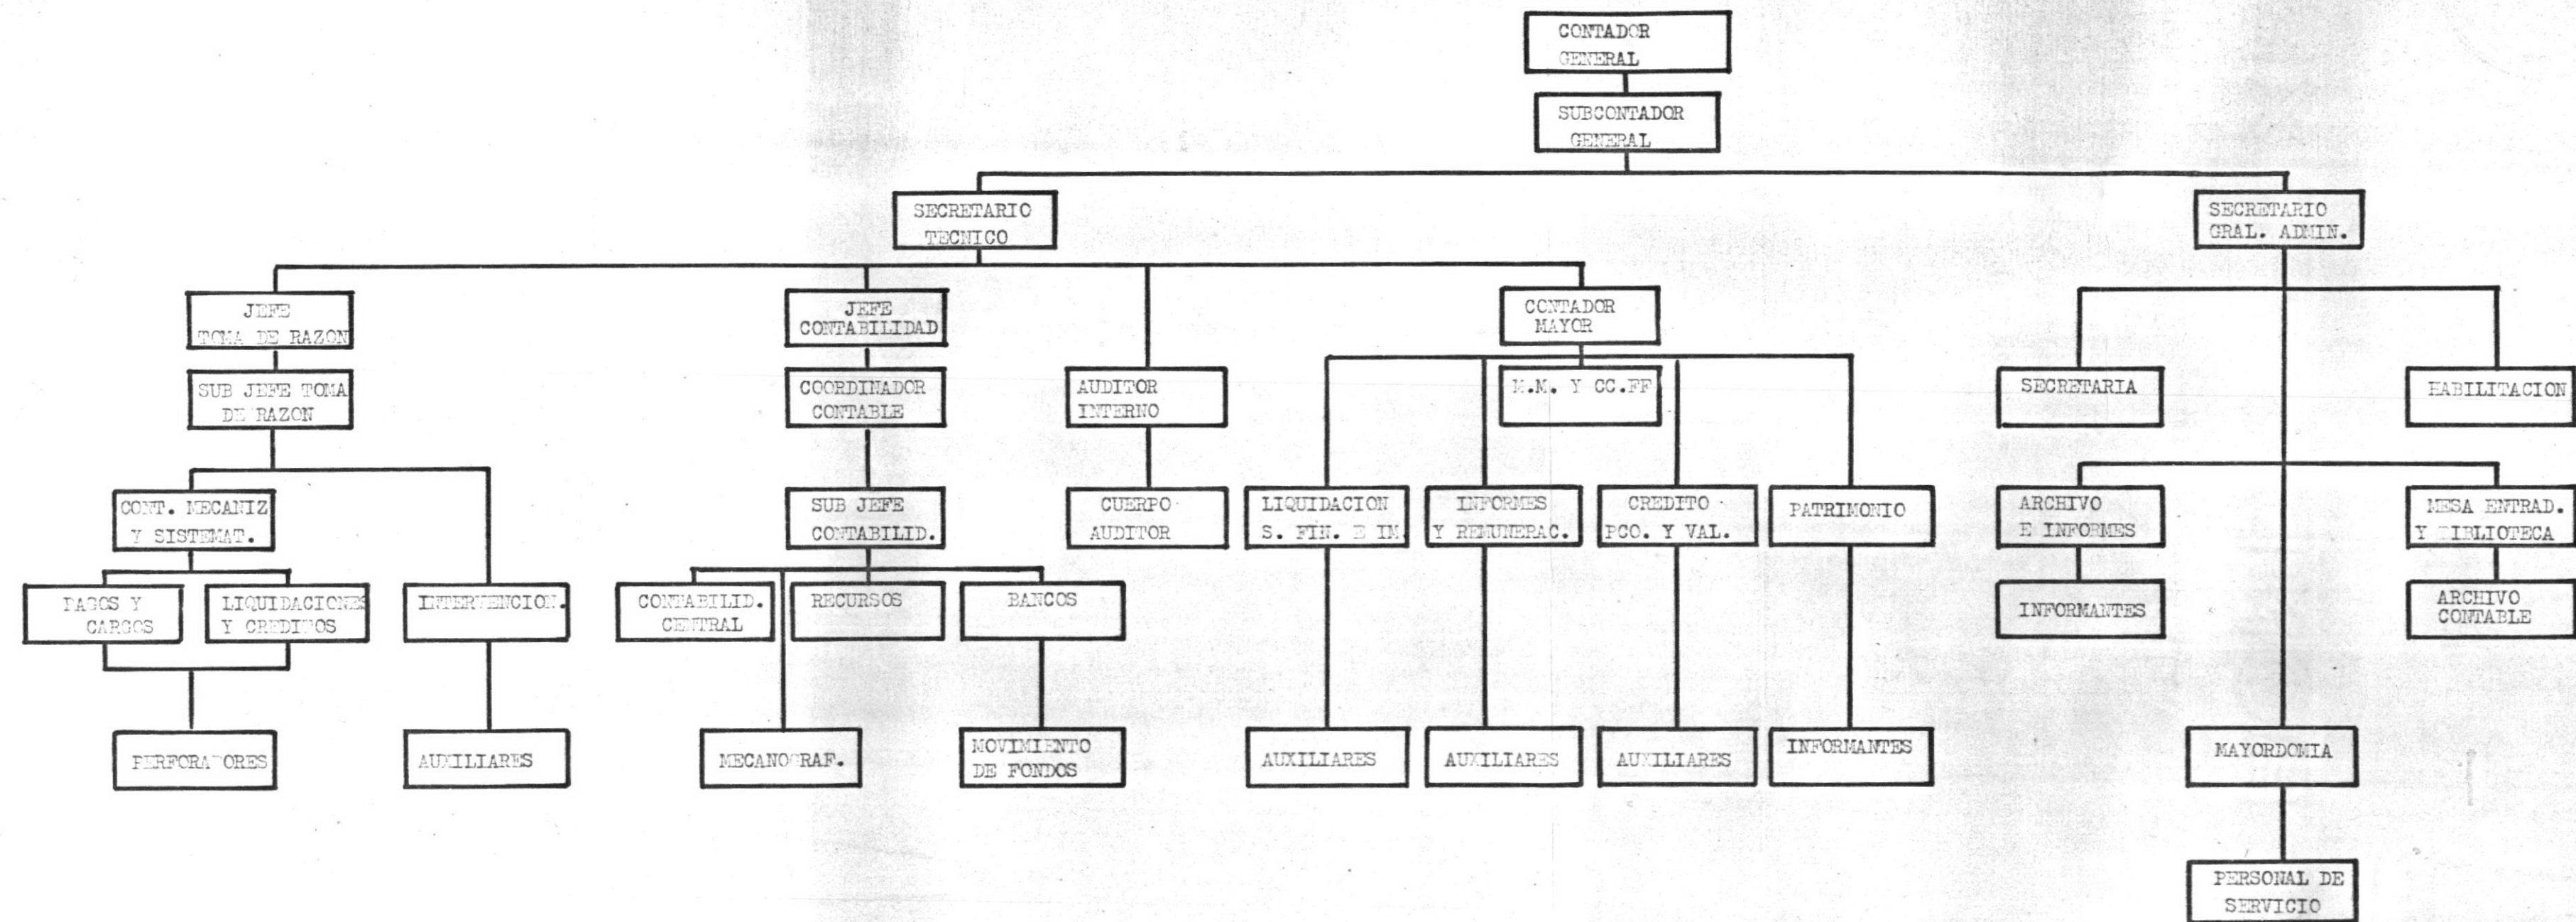 CONTADOR
GENERAL
SUBCONTADOR
GENERAL
SECRETARIO
TECNICO
SECRETARIO
GRAL. ADMIN.
JEFE
TOMA DE RAZON
JEFE
CONTABILIDAD
CONTADOR
MAYOR
SUB JEFE TOMA
DE RAZON
COORDINADOR
CONTABLE
AUDITOR
INTERNO
M.M. Y CC.FF
SECRETARIA
HABILITACION
CONT. MECANIZ
Y SISTEMAT.
SUB JEFE
CONTABILID.
CUERPO
AUDITOR
LIQUIDACION
S. FIN. E IM.
INFORMES
Y REMUNERAC.
CREDITO
PCO. Y VAL.
PATRIMONIO
ARCHIVO
E INFORMES
MESA ENTRAD.
Y BIBLIOTECA
PAGOS Y
CARGOS
LIQUIDACIONES
Y CREDITOS
INTERVENCION.
CONTABILID.
CENTRAL
RECURSOS
BANCOS
INFORMANTES
ARCHIVO
CONTABLE
PERFORADORES
AUXILIARES
MECANOGRAF.
MOVIMIENTO
DE FONDOS
AUXILIARES
AUXILIARES
AUXILIARES
INFORMANTES
MAYORDOMIA
PERSONAL DE
SERVICIO